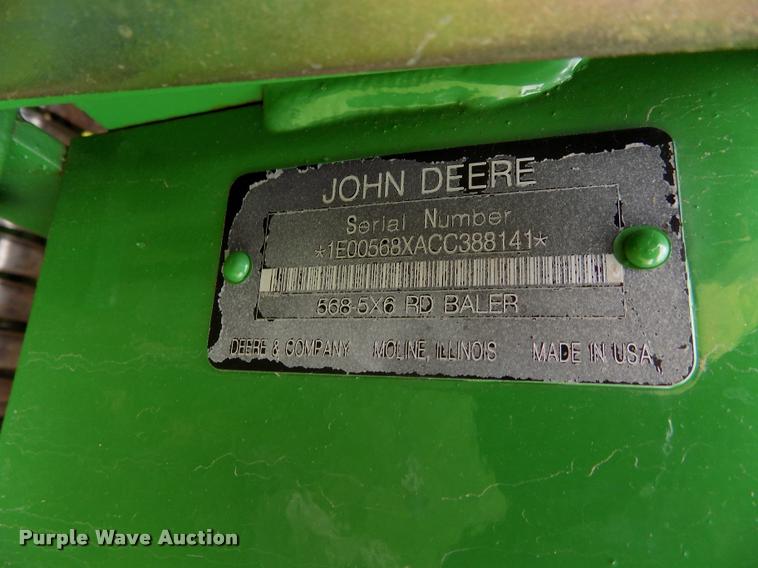 JOHN DEERE
Serial Number
*1E00568XACC388141*
568-5X6 RD BALER
DEERE & COMPANY MOLINE, ILLINOIS MADE IN USA
Purple Wave Auction®